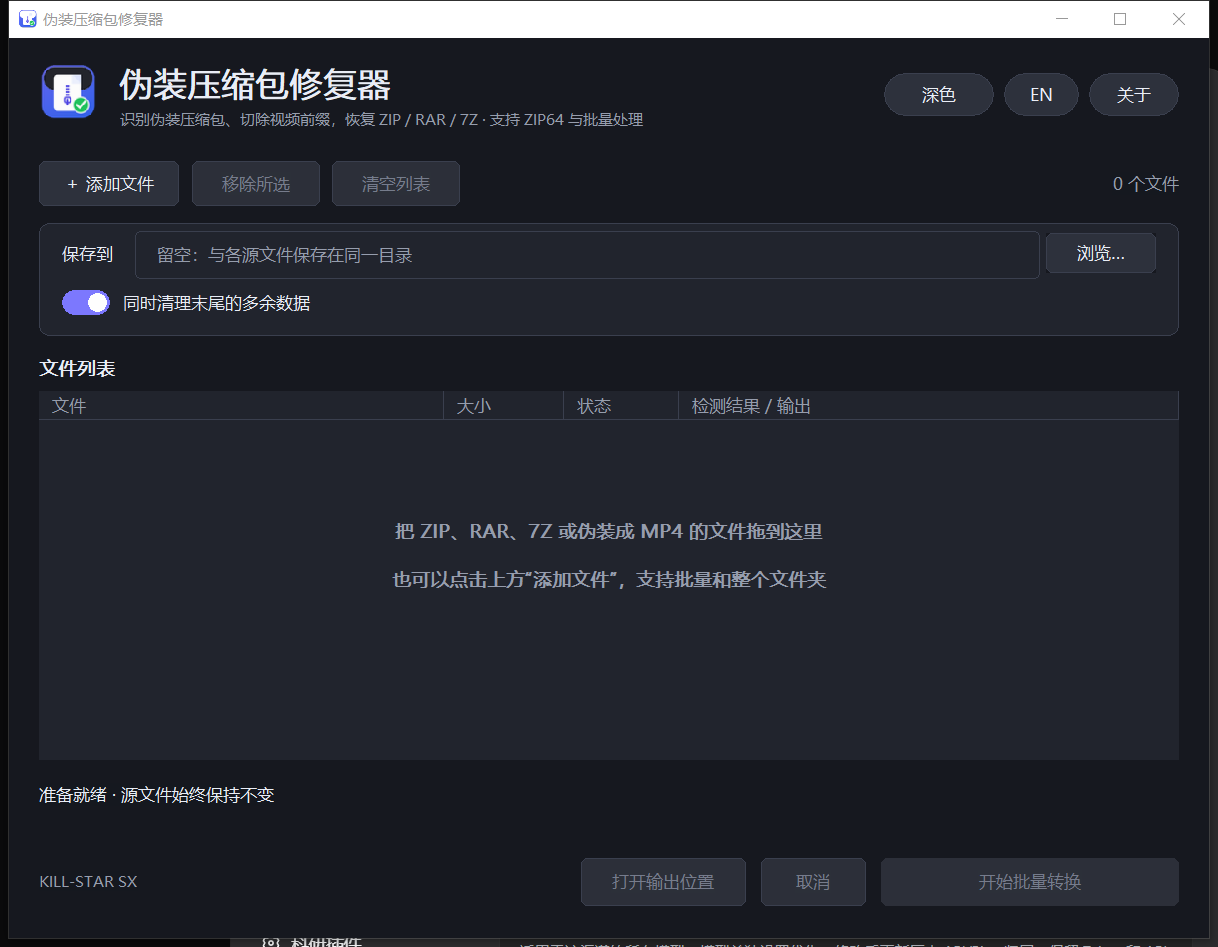 伪装压缩包修复器
伪装压缩包修复器
识别伪装压缩包、切除视频前缀，恢复 ZIP / RAR / 7Z · 支持 ZIP64 与批量处理
深色
EN
关于
+ 添加文件
移除所选
清空列表
0 个文件
保存到
留空：与各源文件保存在同一目录
浏览...
同时清理末尾的多余数据
文件列表
文件
大小
状态
检测结果 / 输出
把 ZIP、RAR、7Z 或伪装成 MP4 的文件拖到这里
也可以点击上方“添加文件”，支持批量和整个文件夹
准备就绪 · 源文件始终保持不变
KILL-STAR SX
打开输出位置
取消
开始批量转换